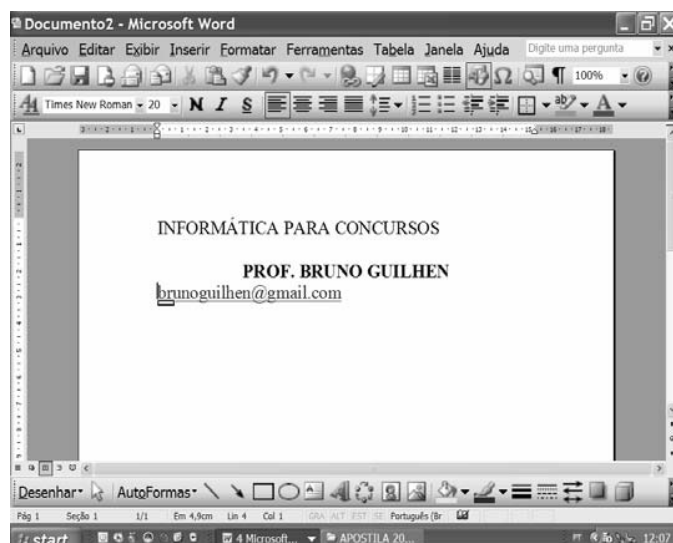 Documento2 - Microsoft Word
Arquivo Editar Exibir Inserir Formatar Ferramentas Tabela Janela Ajuda Digite uma pergunta
100%
Times New Roman 20 N I S
INFORMÁTICA PARA CONCURSOS
PROF. BRUNO GUILHEN
brunoguilhen@gmail.com
Desenhar AutoFormas
Pág 1 Seção 1 1/1 Em 4,9cm Lin 4 Col 1 GRA ALT EST SE Português (Br
start 4 Microsoft... APOSTILA 20... PT 12:07